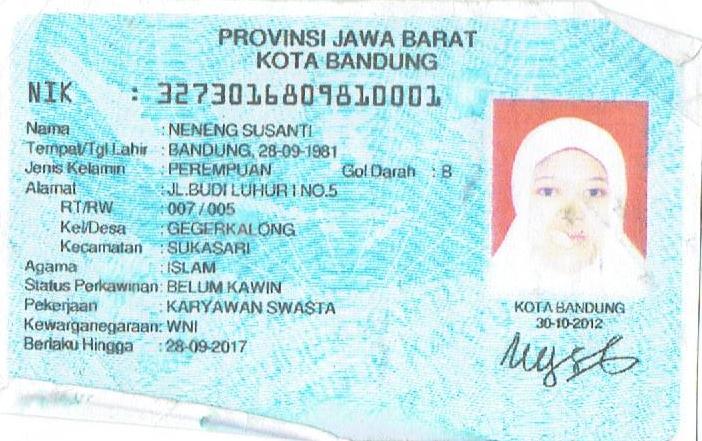 PROVINSI JAWA BARAT
KOTA BANDUNG
NIK : 3273016809810001
Nama : NENENG SUSANTI
Tempat/Tgl Lahir : BANDUNG, 28-09-1981
Jenis Kelamin : PEREMPUAN Gol Darah : B
Alamat : JL.BUDI LUHUR I NO.5
RT/RW : 007 / 005
Kel/Desa : GEGERKALONG
Kecamatan : SUKASARI
Agama : ISLAM
Status Perkawinan: BELUM KAWIN
Pekerjaan : KARYAWAN SWASTA
Kewarganegaraan: WNI
Berlaku Hingga : 28-09-2017
KOTA BANDUNG
30-10-2012